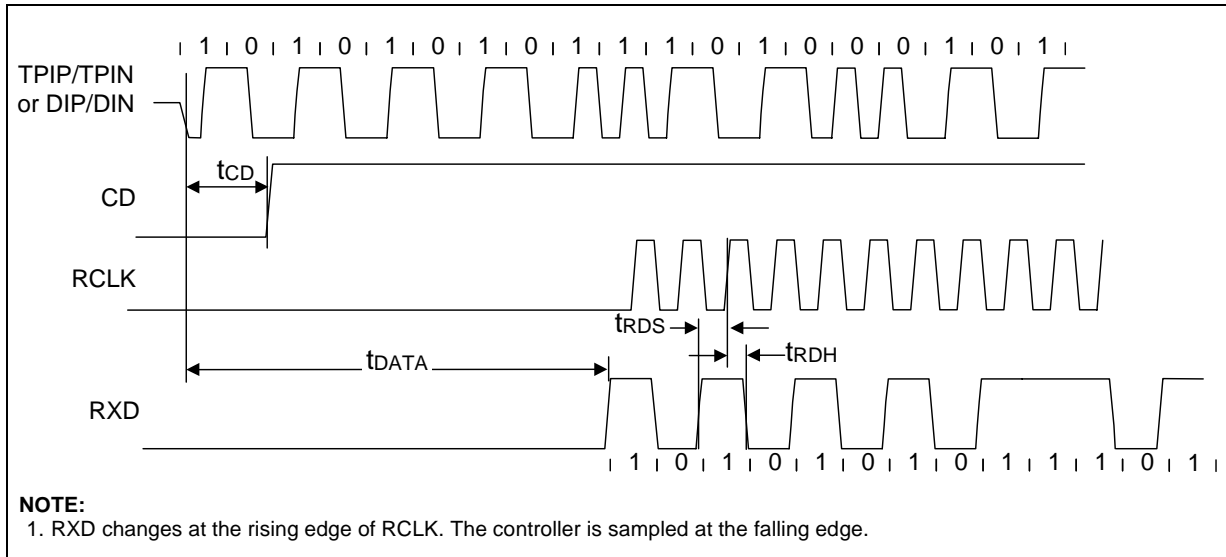 1 0 1 0 1 0 1 0 1 1 1 0 1 0 0 0 1 0 1
TPIP/TPIN
or DIP/DIN
tCD
CD
RCLK
tRDS
tRDH
tDATA
RXD
1 0 1 0 1 0 1 0 1 1 1 0 1
NOTE:
1. RXD changes at the rising edge of RCLK. The controller is sampled at the falling edge.